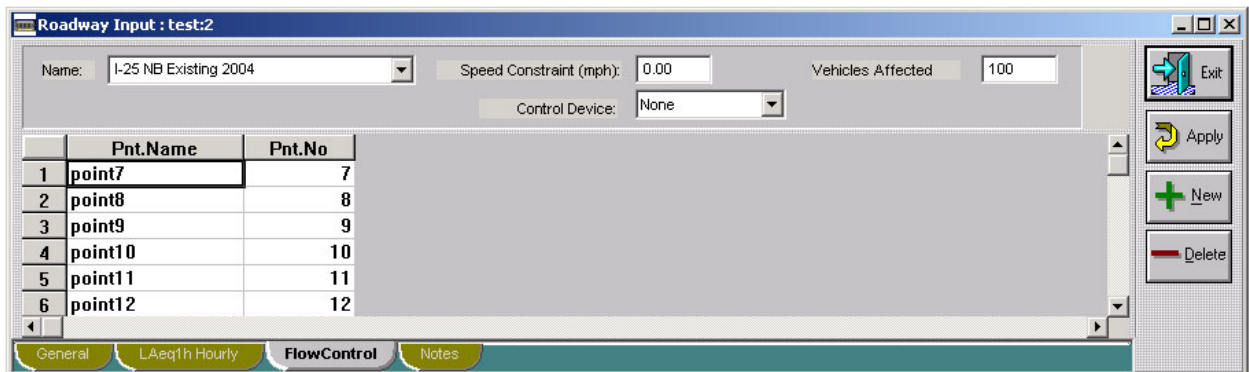 Roadway Input : test:2
Name: I-25 NB Existing 2004 Speed Constraint (mph): 0.00 Vehicles Affected 100
Control Device: None
Exit
Apply
New
Delete
Pnt.Name Pnt.No
1 point7 7
2 point8 8
3 point9 9
4 point10 10
5 point11 11
6 point12 12
General LAeq1h Hourly FlowControl Notes